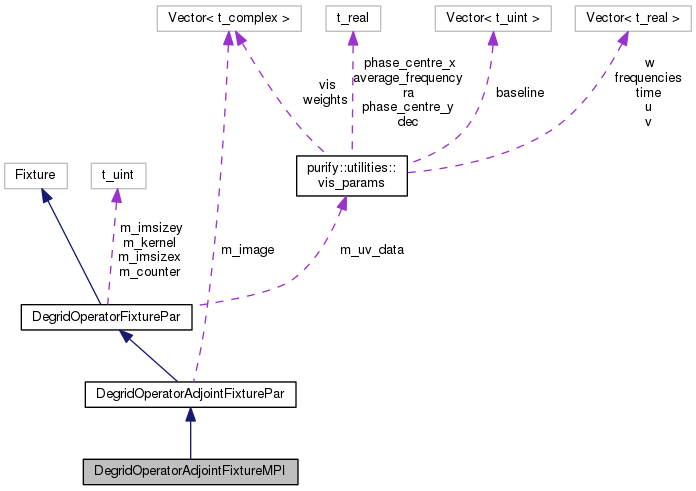 Vector< t_complex >
t_real
Vector< t_uint >
Vector< t_real >
vis
weights
phase_centre_x
average_frequency
ra
phase_centre_y
dec
baseline
w
frequencies
time
u
v
purify::utilities::
vis_params
Fixture
t_uint
m_imsizey
m_kernel
m_imsizex
m_counter
m_image
m_uv_data
DegridOperatorFixturePar
DegridOperatorAdjointFixturePar
DegridOperatorAdjointFixtureMPI